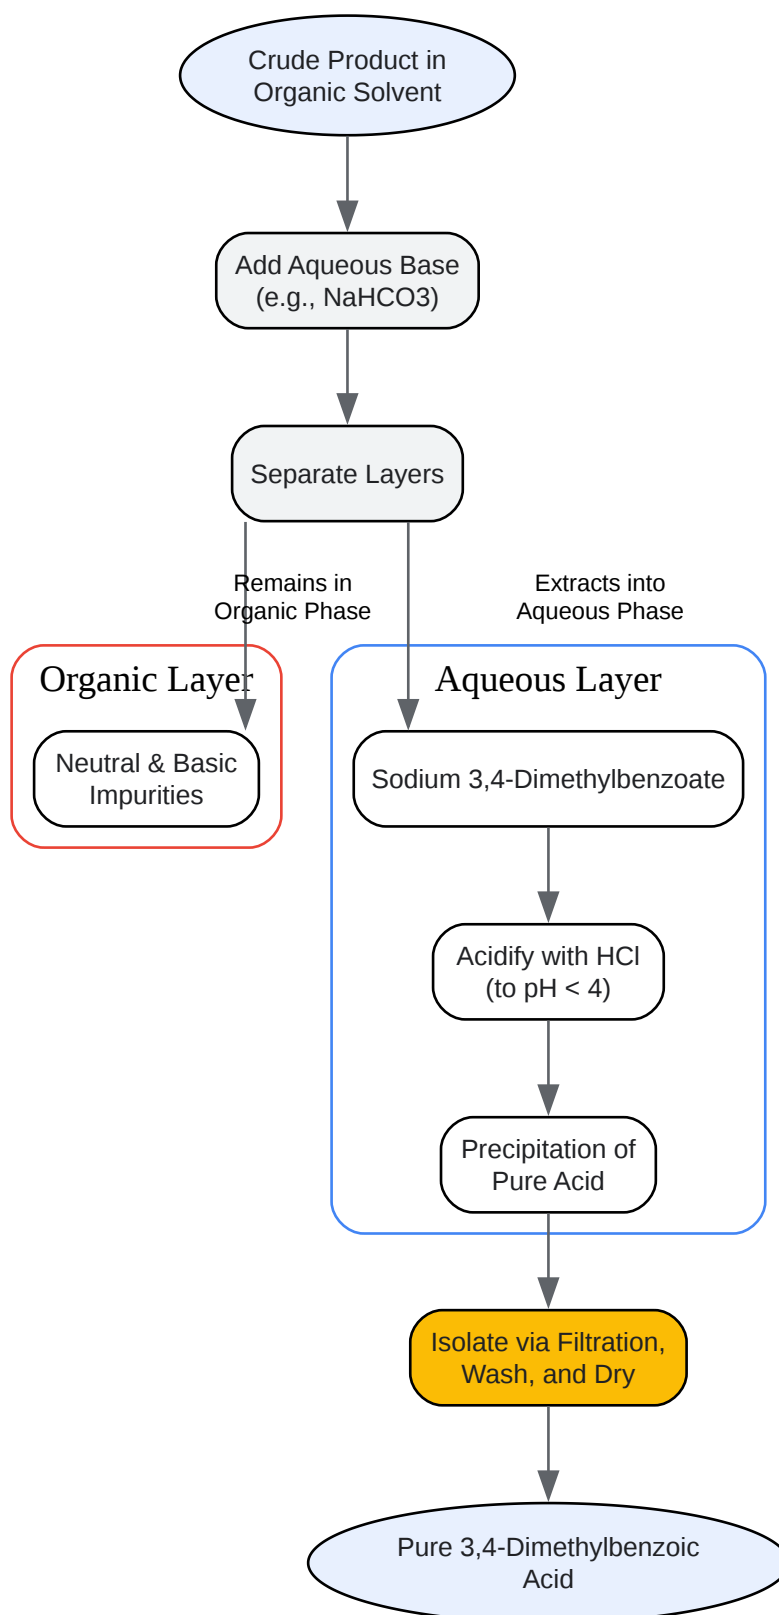 Crude Product in
Organic Solvent
Add Aqueous Base
(e.g., NaHCO3)
Separate Layers
Remains in
Organic Phase
Extracts into
Aqueous Phase
Organic Layer
Neutral & Basic
Impurities
Aqueous Layer
Sodium 3,4-Dimethylbenzoate
Acidify with HCl
(to pH < 4)
Precipitation of
Pure Acid
Isolate via Filtration,
Wash, and Dry
Pure 3,4-Dimethylbenzoic
Acid